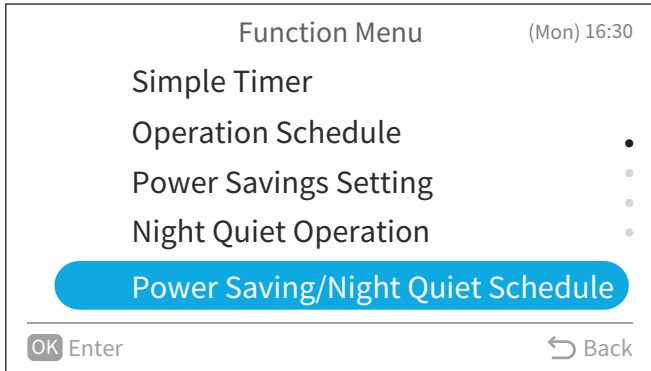 Function Menu (Mon) 16:30
Simple Timer
Operation Schedule
Power Savings Setting
Night Quiet Operation
Power Saving/Night Quiet Schedule
OK Enter Back